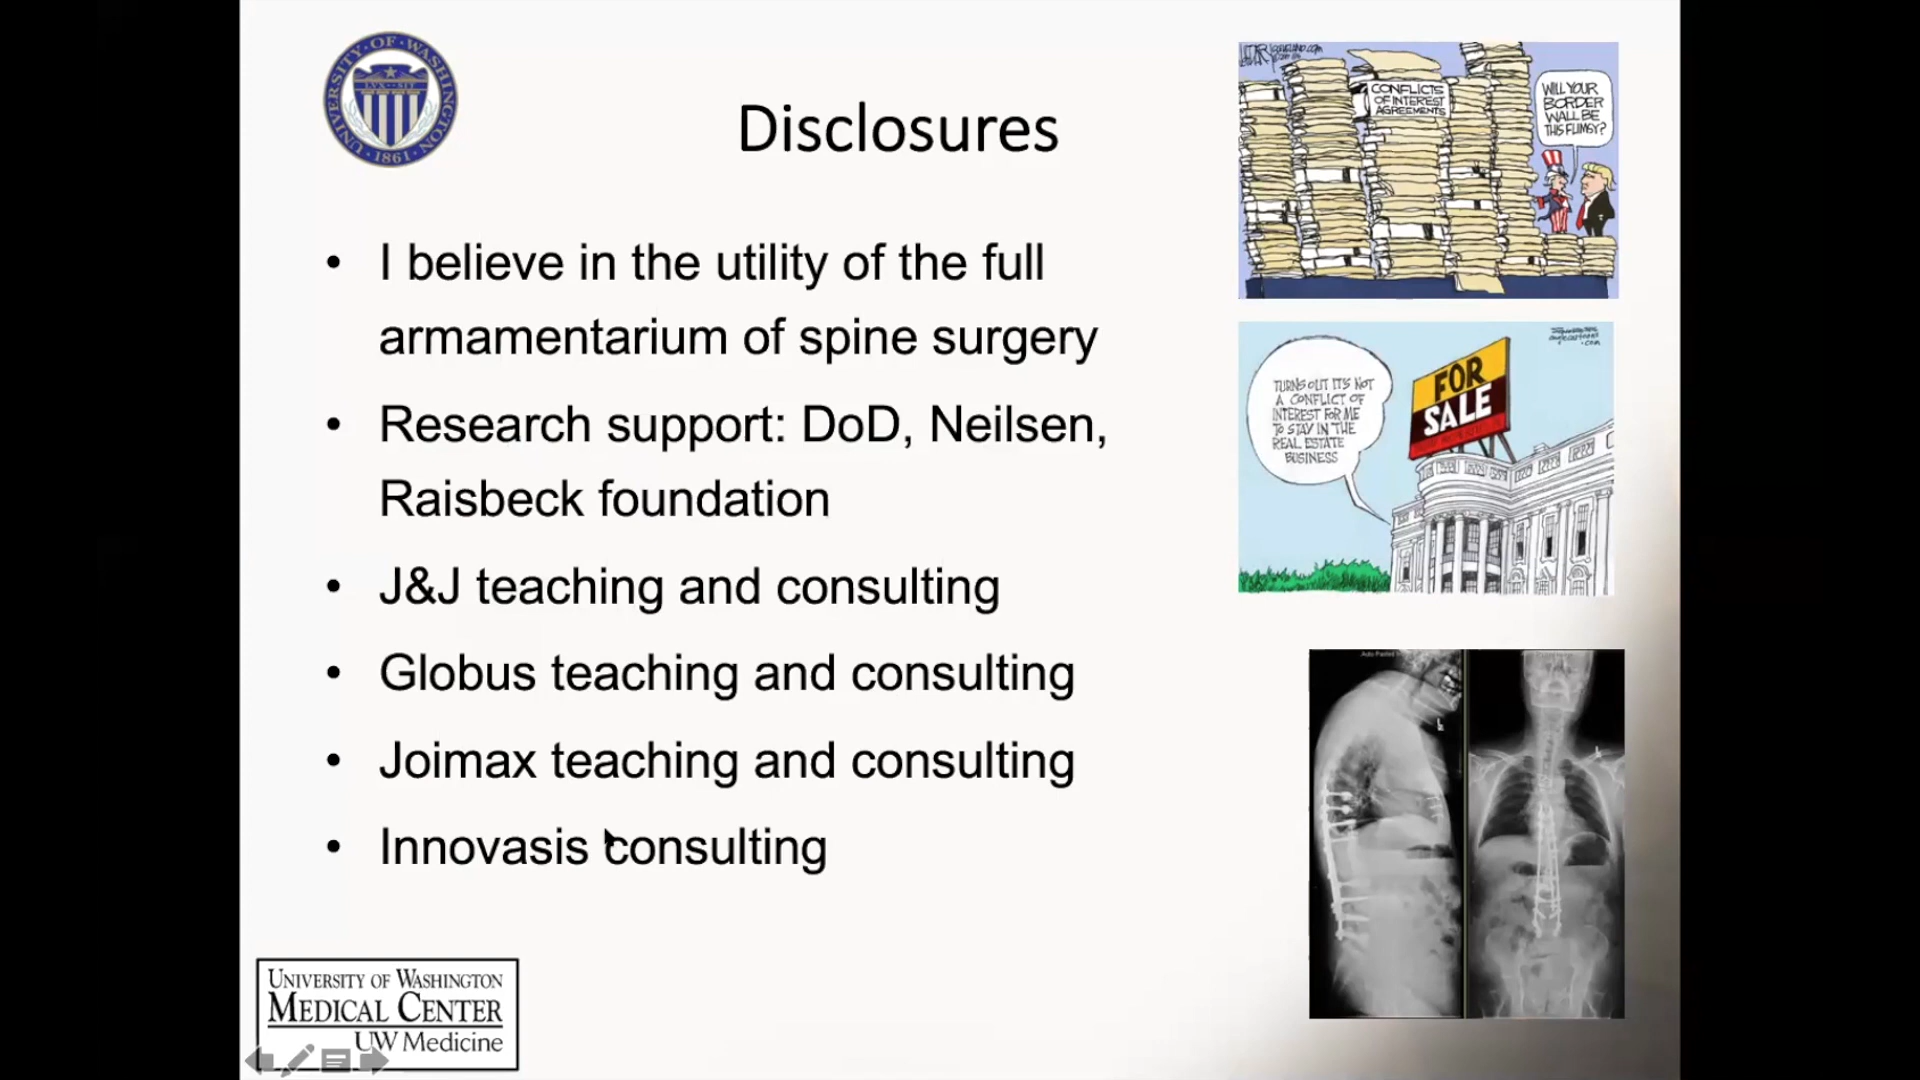 UNIVERSITY·OF·WASHINGTON
LVX SIT
1861
Disclosures
• I believe in the utility of the full
armamentarium of spine surgery
• Research support: DoD, Neilsen,
Raisbeck foundation
• J&J teaching and consulting
• Globus teaching and consulting
• Joimax teaching and consulting
• Innovasis consulting
CONFLICTS
OF INTEREST
AGREEMENTS
WILL YOUR
BORDER
WALL BE
THIS FLIMSY?
TURNS OUT IT'S NOT
A CONFLICT OF
INTEREST FOR ME
TO STAY IN THE
REAL ESTATE
BUSINESS
FOR
SALE
UNIVERSITY OF WASHINGTON
MEDICAL CENTER
UW Medicine